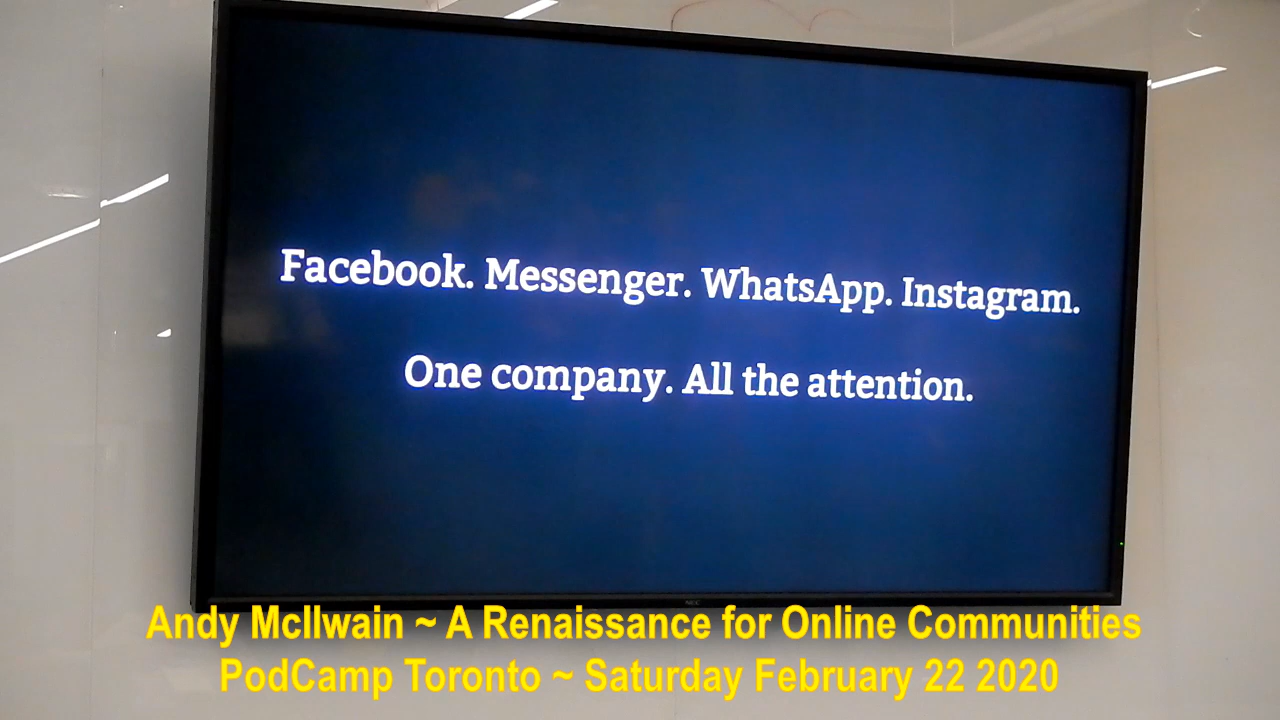 Facebook. Messenger. WhatsApp. Instagram.
One company. All the attention.
NEC
Andy McIlwain ~ A Renaissance for Online Communities
PodCamp Toronto ~ Saturday February 22 2020